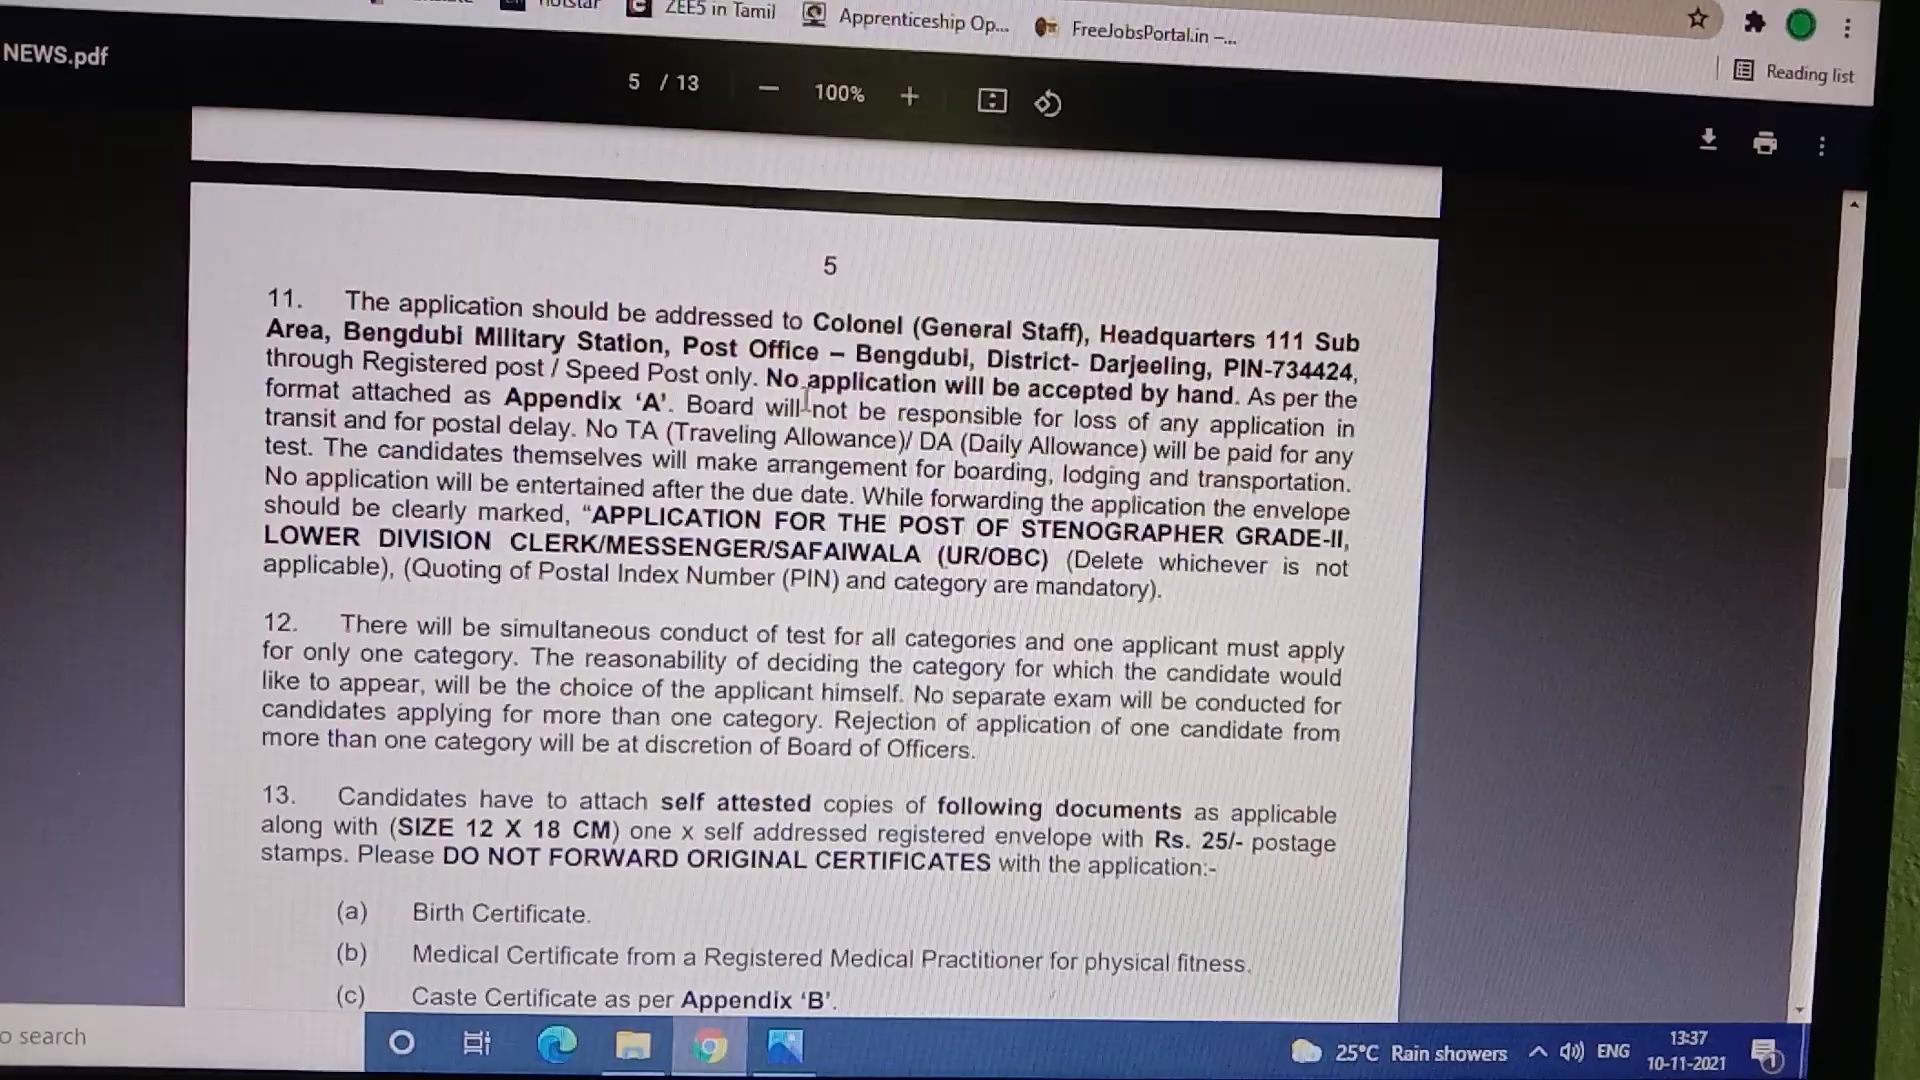 ZEE5 in Tamil
Apprenticeship Op...
FreeJobsPortal.in –...
Reading list
NEWS.pdf
5 / 13
100%
5
11. The application should be addressed to Colonel (General Staff), Headquarters 111 Sub
Area, Bengdubi MIlitary Station, Post Office – Bengdubi, District- Darjeeling, PIN-734424,
through Registered post / Speed Post only. No application will be accepted by hand. As per the
format attached as Appendix ‘A’. Board will not be responsible for loss of any application in
transit and for postal delay. No TA (Traveling Allowance)/ DA (Daily Allowance) will be paid for any
test. The candidates themselves will make arrangement for boarding, lodging and transportation.
No application will be entertained after the due date. While forwarding the application the envelope
should be clearly marked, “APPLICATION FOR THE POST OF STENOGRAPHER GRADE-II,
LOWER DIVISION CLERK/MESSENGER/SAFAIWALA (UR/OBC) (Delete whichever is not
applicable), (Quoting of Postal Index Number (PIN) and category are mandatory).
12. There will be simultaneous conduct of test for all categories and one applicant must apply
for only one category. The reasonability of deciding the category for which the candidate would
like to appear, will be the choice of the applicant himself. No separate exam will be conducted for
candidates applying for more than one category. Rejection of application of one candidate from
more than one category will be at discretion of Board of Officers.
13. Candidates have to attach self attested copies of following documents as applicable
along with (SIZE 12 X 18 CM) one x self addressed registered envelope with Rs. 25/- postage
stamps. Please DO NOT FORWARD ORIGINAL CERTIFICATES with the application:-
(a) Birth Certificate.
(b) Medical Certificate from a Registered Medical Practitioner for physical fitness.
(c) Caste Certificate as per Appendix ‘B’.
o search
25°C Rain showers
ENG
13:37
10-11-2021
1